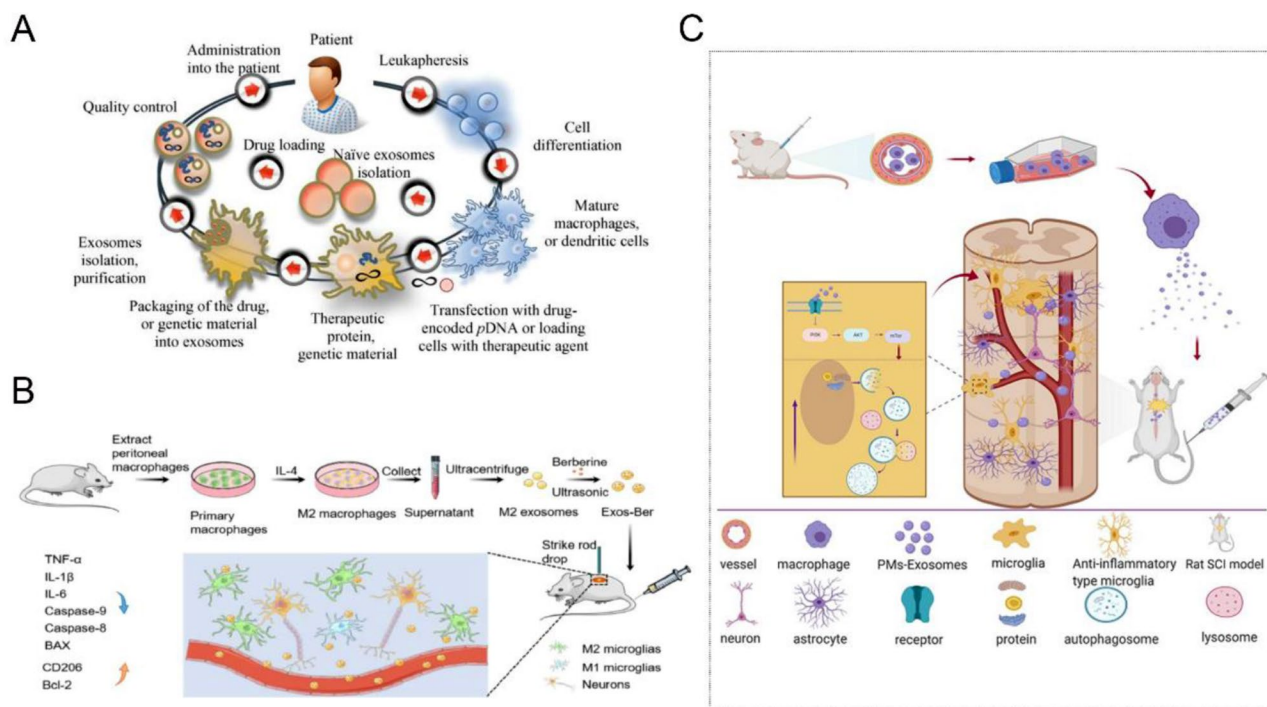 A
Patient
Administration
into the patient
Leukapheresis
Quality control
Cell
differentiation
Drug loading
Naïve exosomes
isolation
Mature
macrophages,
or dendritic cells
Exosomes
isolation,
purification
Packaging of the drug,
or genetic material
into exosomes
Therapeutic
protein,
genetic material
Transfection with drug-
encoded pDNA or loading
cells with therapeutic agent
B
Extract
peritoneal
macrophages
IL-4
Collect
Ultracentrifuge
Berberine
Ultrasonic
Primary
macrophages
M2 macrophages
Supernatant
M2 exosomes
Exos-Ber
Strike rod
drop
TNF-α
IL-1β
IL-6
Caspase-9
Caspase-8
BAX
CD206
Bcl-2
M2 microglias
M1 microglias
Neurons
C
PI3K
AKT
mTor
vessel
macrophage
PMs-Exosomes
microglia
Anti-inflammatory
type microglia
Rat SCI model
neuron
astrocyte
receptor
protein
autophagosome
lysosome